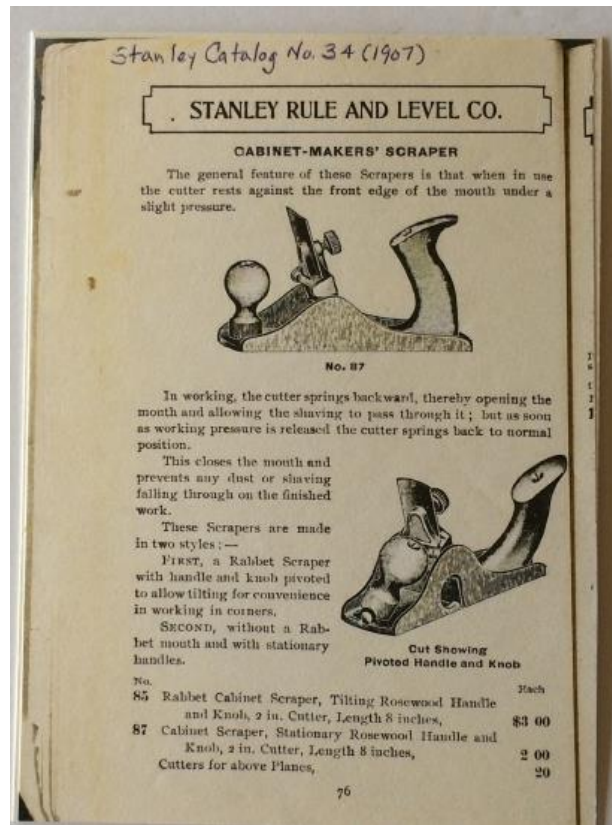 Stanley Catalog No. 34 (1907)
STANLEY RULE AND LEVEL CO.
CABINET-MAKERS' SCRAPER
The general feature of these Scrapers is that when in use
the cutter rests against the front edge of the mouth under a
slight pressure.
No. 87
In working, the cutter springs backward, thereby opening the
mouth and allowing the shaving to pass through it; but as soon
as working pressure is released the cutter springs back to normal
position.
This closes the mouth and
prevents any dust or shaving
falling through on the finished
work.
These Scrapers are made
in two styles:—
FIRST, a Rabbet Scraper
with handle and knob pivoted
to allow tilting for convenience
in working in corners.
SECOND, without a Rab-
bet mouth and with stationary
handles.
Cut Showing
Pivoted Handle and Knob
No. Each
85 Rabbet Cabinet Scraper, Tilting Rosewood Handle
and Knob, 2 in. Cutter, Length 8 inches, $3 00
87 Cabinet Scraper, Stationary Rosewood Handle and
Knob, 2 in. Cutter, Length 8 inches, 2 00
Cutters for above Planes, 20
76